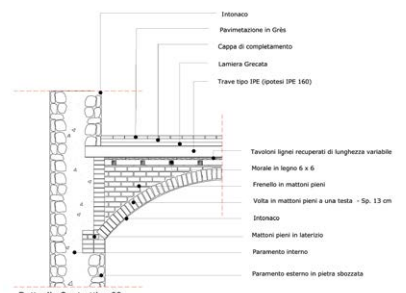 Intonaco
Pavimetazione in Grès
Cappa di completamento
Lamiera Grecata
Trave tipo IPE (ipotesi IPE 160)
Tavoloni lignei recuperati di lunghezza variabile
Morale in legno 6 x 6
Frenello in mattoni pieni
Volta in mattoni pieni a una testa - Sp. 13 cm
Intonaco
Mattoni pieni in laterizio
Paramento interno
Paramento esterno in pietra sbozzata